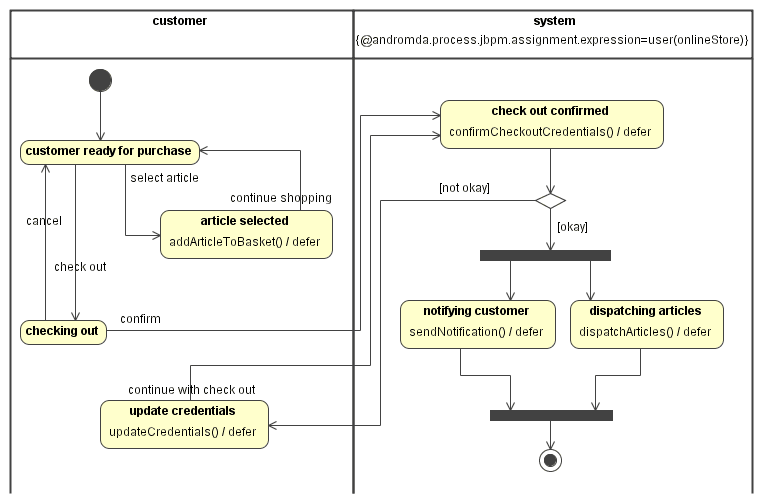 customer
system
{@andromda.process.jbpm.assignment.expression=user(onlineStore)}
check out confirmed
confirmCheckoutCredentials() / defer
customer ready for purchase
select article
continue shopping
[not okay]
article selected
addArticleToBasket() / defer
cancel
[okay]
check out
notifying customer
sendNotification() / defer
dispatching articles
dispatchArticles() / defer
checking out
confirm
continue with check out
update credentials
updateCredentials() / defer